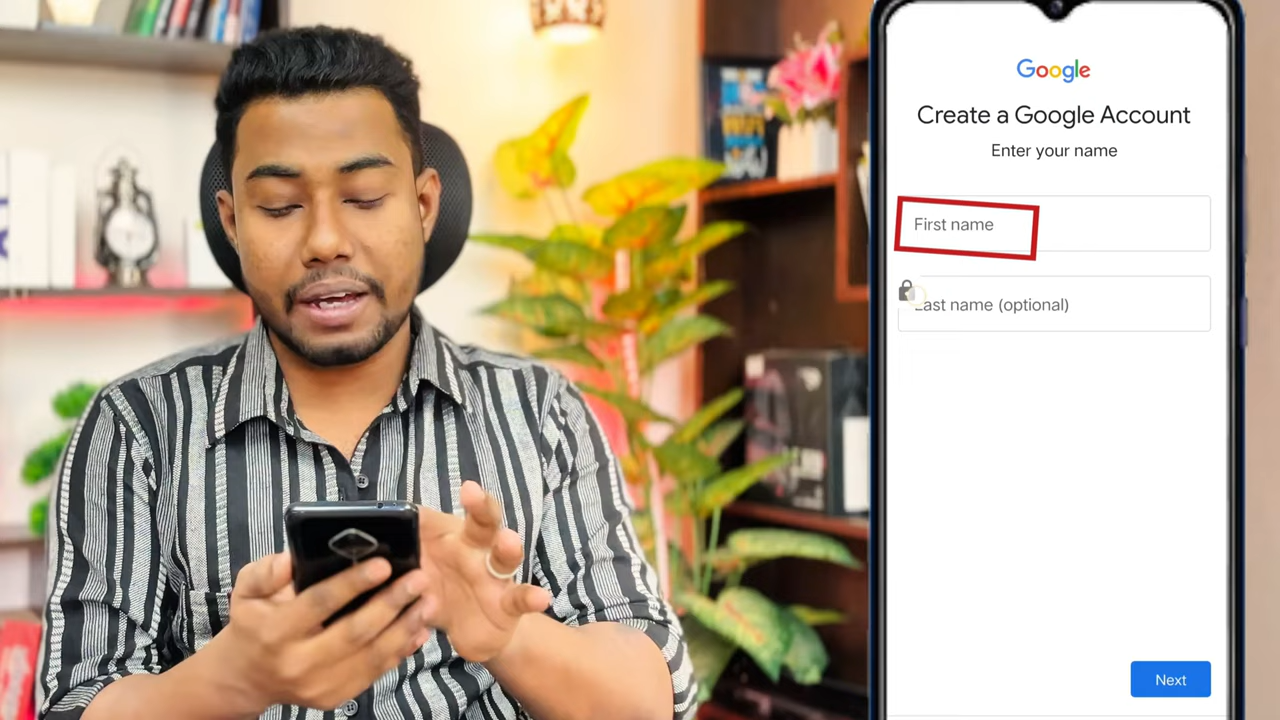 Google
Create a Google Account
Enter your name
First name
Last name (optional)
Next